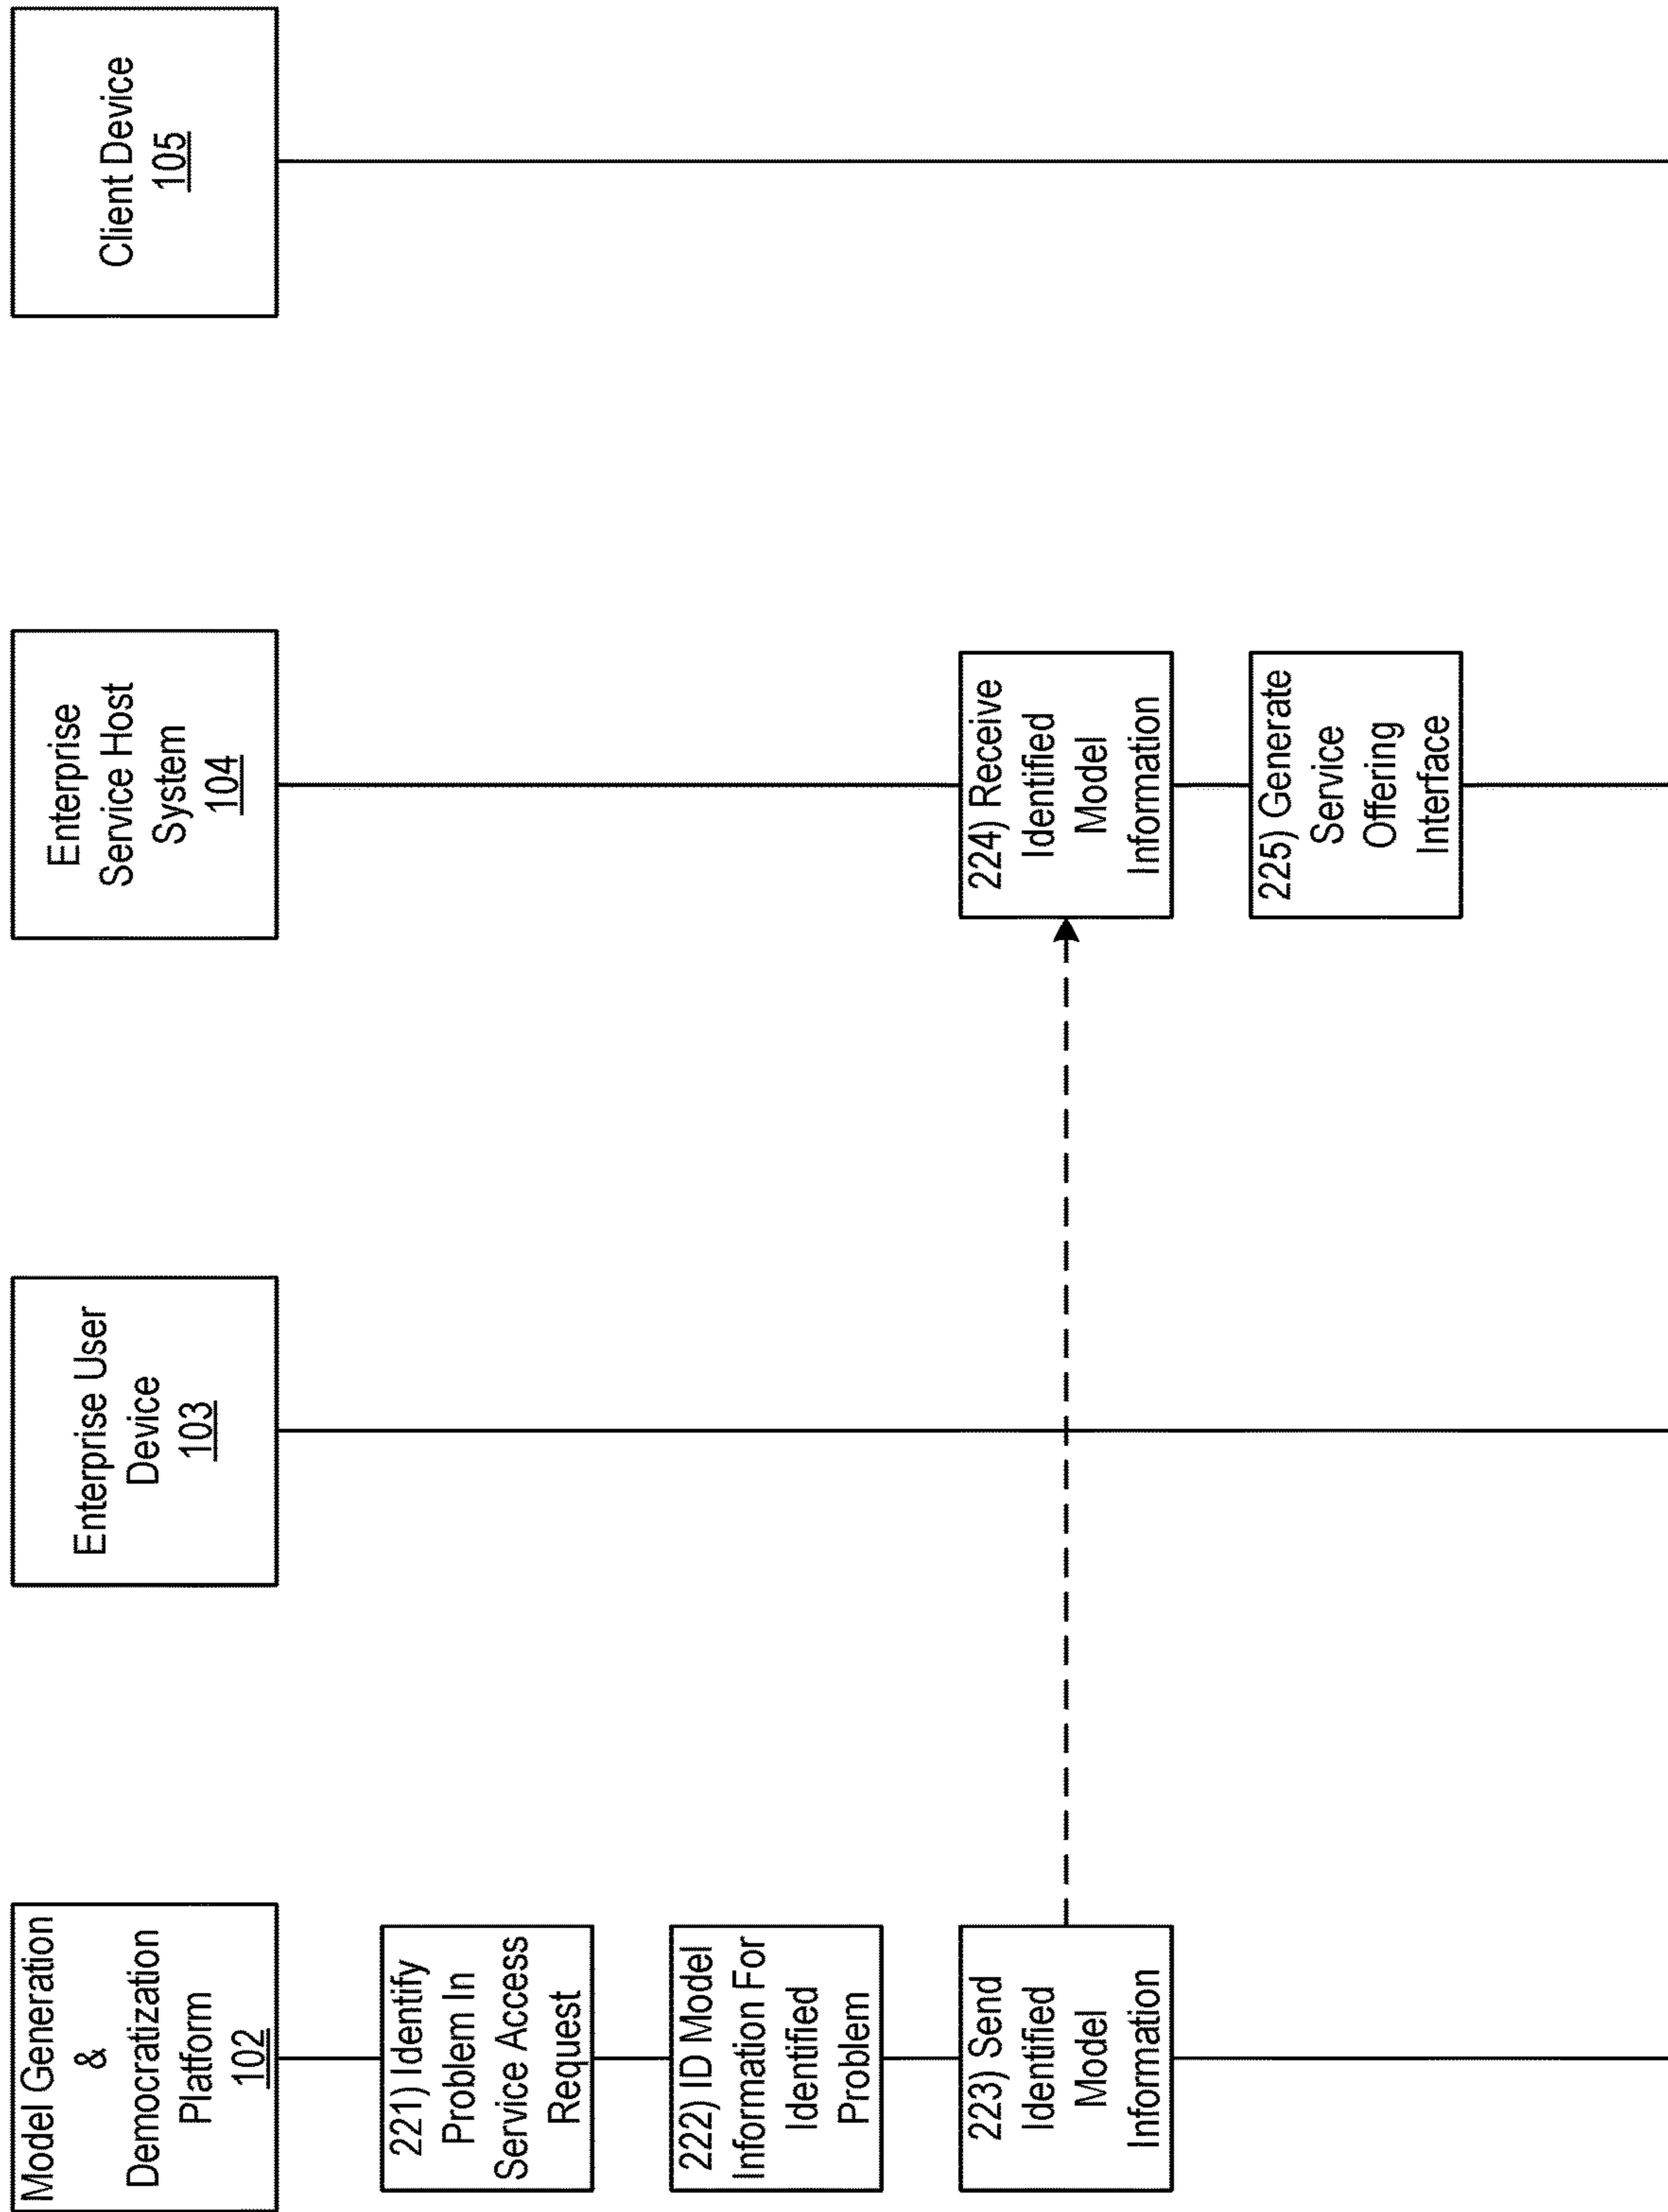 Model Generation
&
Democratization
Platform
102
Enterprise User
Device
103
Enterprise
Service Host
System
104
Client Device
105
221) Identify
Problem In
Service Access
Request
222) ID Model
Information For
Identified
Problem
223) Send
Identified
Model
Information
224) Receive
Identified
Model
Information
225) Generate
Service
Offering
Interface